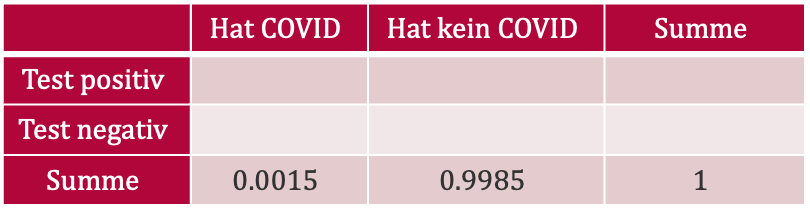 Hat COVID Hat kein COVID Summe
Test positiv
Test negativ
Summe 0.0015 0.9985 1